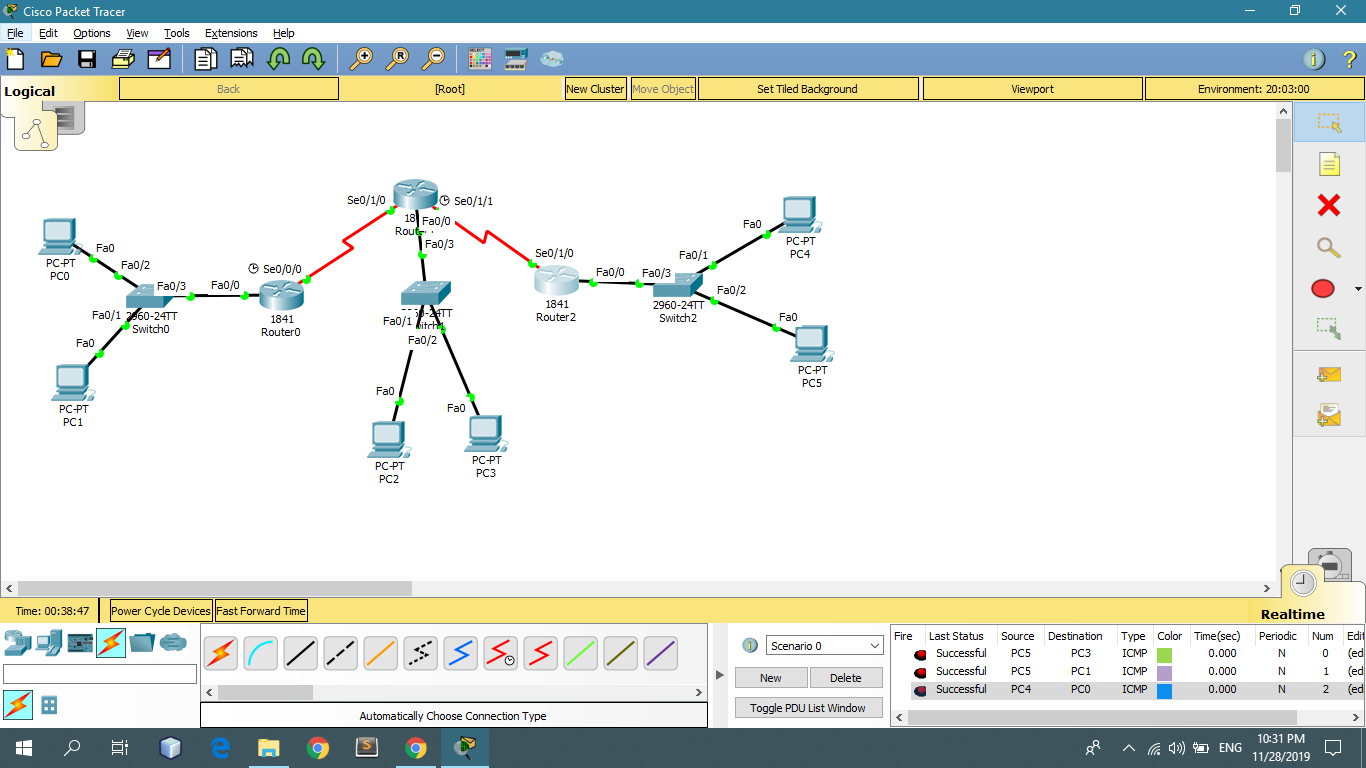 Cisco Packet Tracer
File Edit Options View Tools Extensions Help
Logical Back [Root] New Cluster Move Object Set Tiled Background Viewport Environment: 20:03:00
Se0/1/0 Se0/1/1
Fa0/0
Fa0/3
PC-PT
PC0
Fa0
Fa0/2
Fa0/3
2960-24TT
Switch0
Fa0/1
Fa0
PC-PT
PC1
Fa0/0
Se0/0/0
1841
Router0
Fa0/1
Fa0/2
Fa0
PC-PT
PC2
Fa0
PC-PT
PC3
Se0/1/0
1841
Router2
Fa0/0
Fa0/3
2960-24TT
Switch2
Fa0/1
Fa0
PC-PT
PC4
Fa0/2
Fa0
PC-PT
PC5
Time: 00:38:47 Power Cycle Devices Fast Forward Time Realtime
Automatically Choose Connection Type
Scenario 0
New Delete
Toggle PDU List Window
Fire Last Status Source Destination Type Color Time(sec) Periodic Num Edit
Successful PC5 PC3 ICMP 0.000 N 0 (ed
Successful PC5 PC1 ICMP 0.000 N 1 (ed
Successful PC4 PC0 ICMP 0.000 N 2 (ed
ENG 10:31 PM
11/28/2019